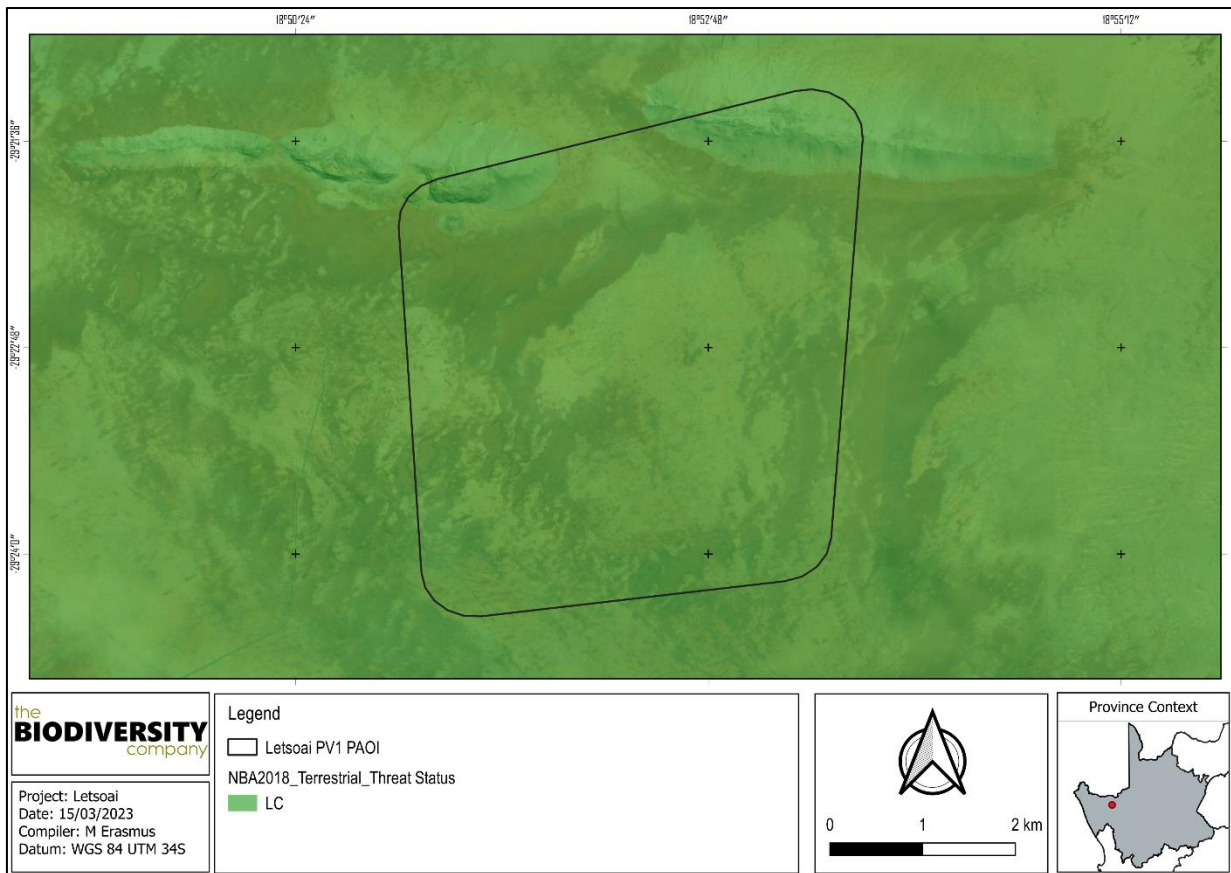 18°50'24"
18°52'48"
18°55'12"
-29°21'36"
-29°22'48"
-29°24'0"
the
BIODIVERSITY
company
Project: Letsoai
Date: 15/03/2023
Compiler: M Erasmus
Datum: WGS 84 UTM 34S
Legend
Letsoai PV1 PAOI
NBA2018_Terrestrial_Threat Status
LC
0 1 2 km
Province Context